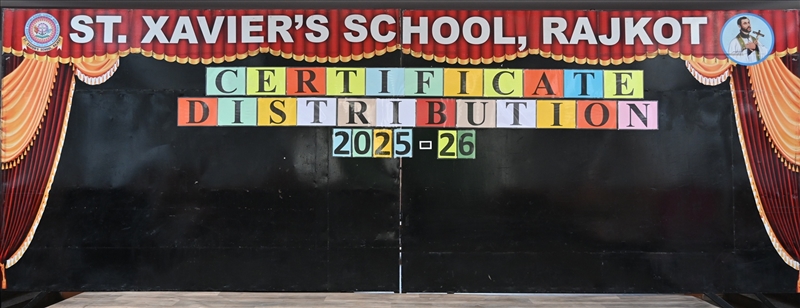 ST. XAVIER'S SCHOOL, RAJKOT
CERTIFICATE
DISTRIBUTION
2025-26